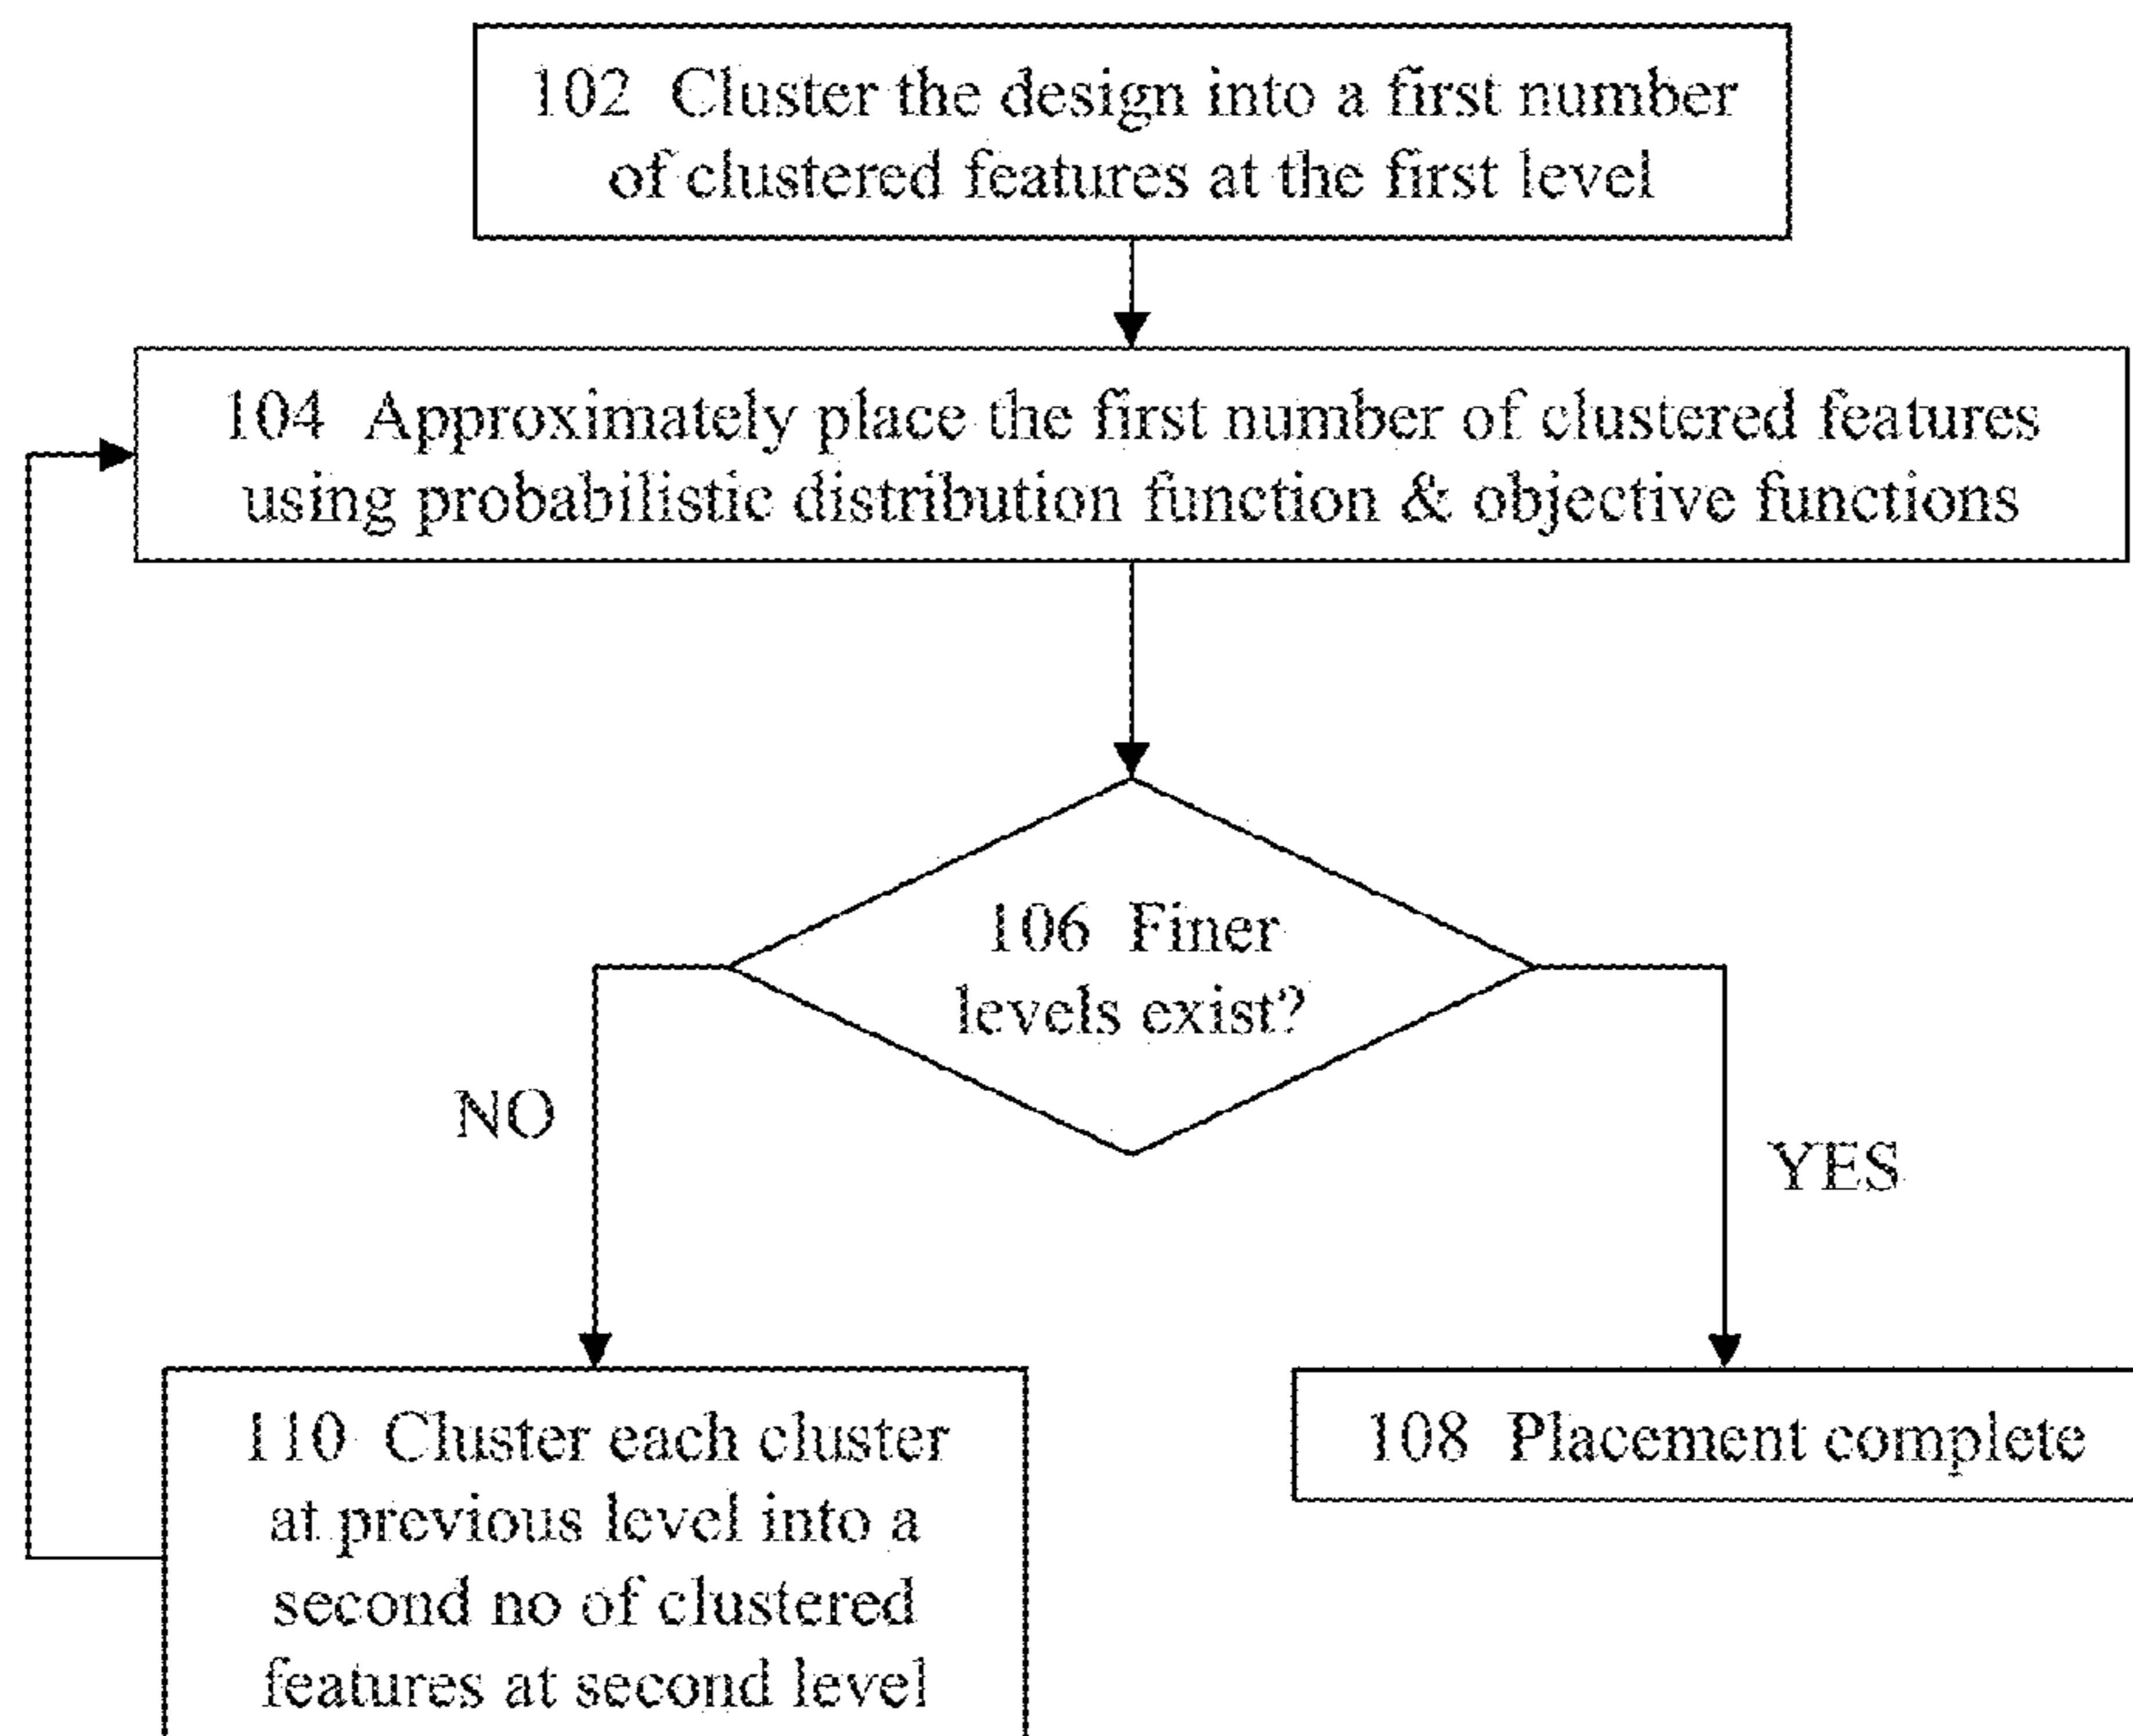 102 Cluster the design into a first number
of clustered features at the first level
104 Approximately place the first number of clustered features
using probabilistic distribution function & objective functions
106 Finer
levels exist?
NO
YES
110 Cluster each cluster
at previous level into a
second no of clustered
features at second level
108 Placement complete